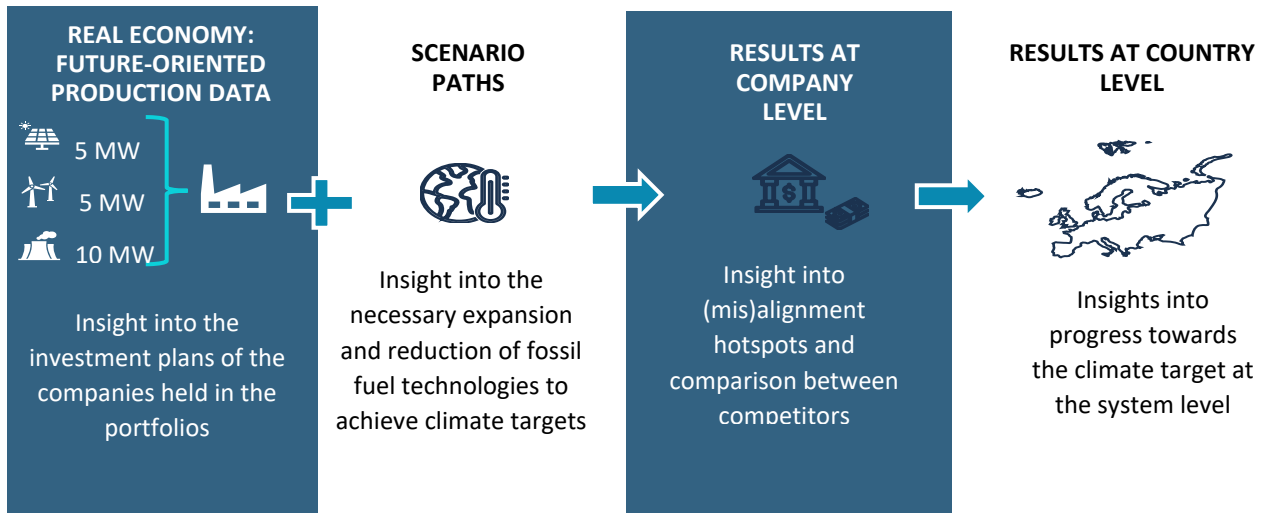 REAL ECONOMY:
FUTURE-ORIENTED
PRODUCTION DATA
5 MW
5 MW
10 MW
Insight into the
investment plans of the
companies held in the
portfolios
SCENARIO
PATHS
Insight into the
necessary expansion
and reduction of fossil
fuel technologies to
achieve climate targets
RESULTS AT
COMPANY
LEVEL
$
Insight into
(mis)alignment
hotspots and
comparison between
competitors
RESULTS AT COUNTRY
LEVEL
Insights into
progress towards
the climate target at
the system level